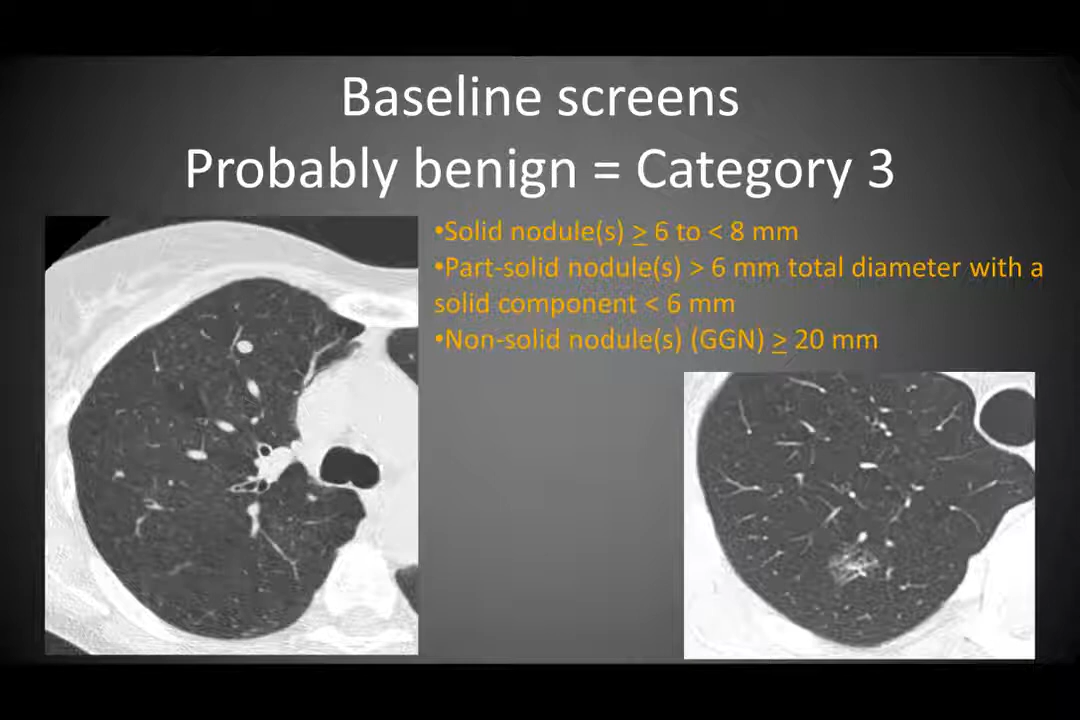 Baseline screens
Probably benign = Category 3
•Solid nodule(s) ≥ 6 to < 8 mm
•Part-solid nodule(s) > 6 mm total diameter with a
solid component < 6 mm
•Non-solid nodule(s) (GGN) ≥ 20 mm